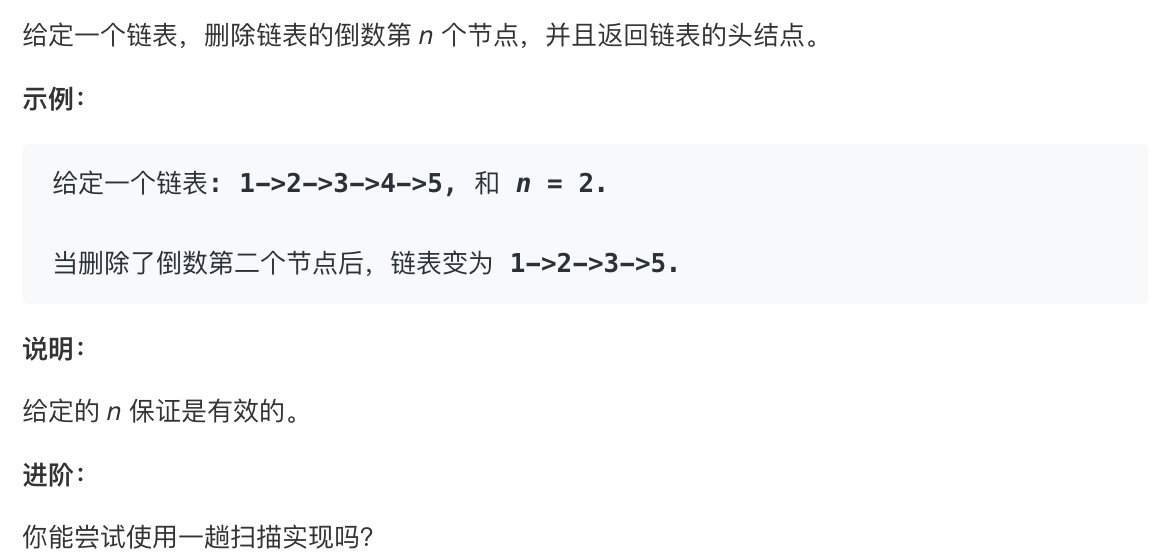 给定一个链表，删除链表的倒数第 n 个节点，并且返回链表的头结点。
示例：
给定一个链表: 1->2->3->4->5, 和 n = 2.
当删除了倒数第二个节点后，链表变为 1->2->3->5.
说明：
给定的 n 保证是有效的。
进阶：
你能尝试使用一趟扫描实现吗？